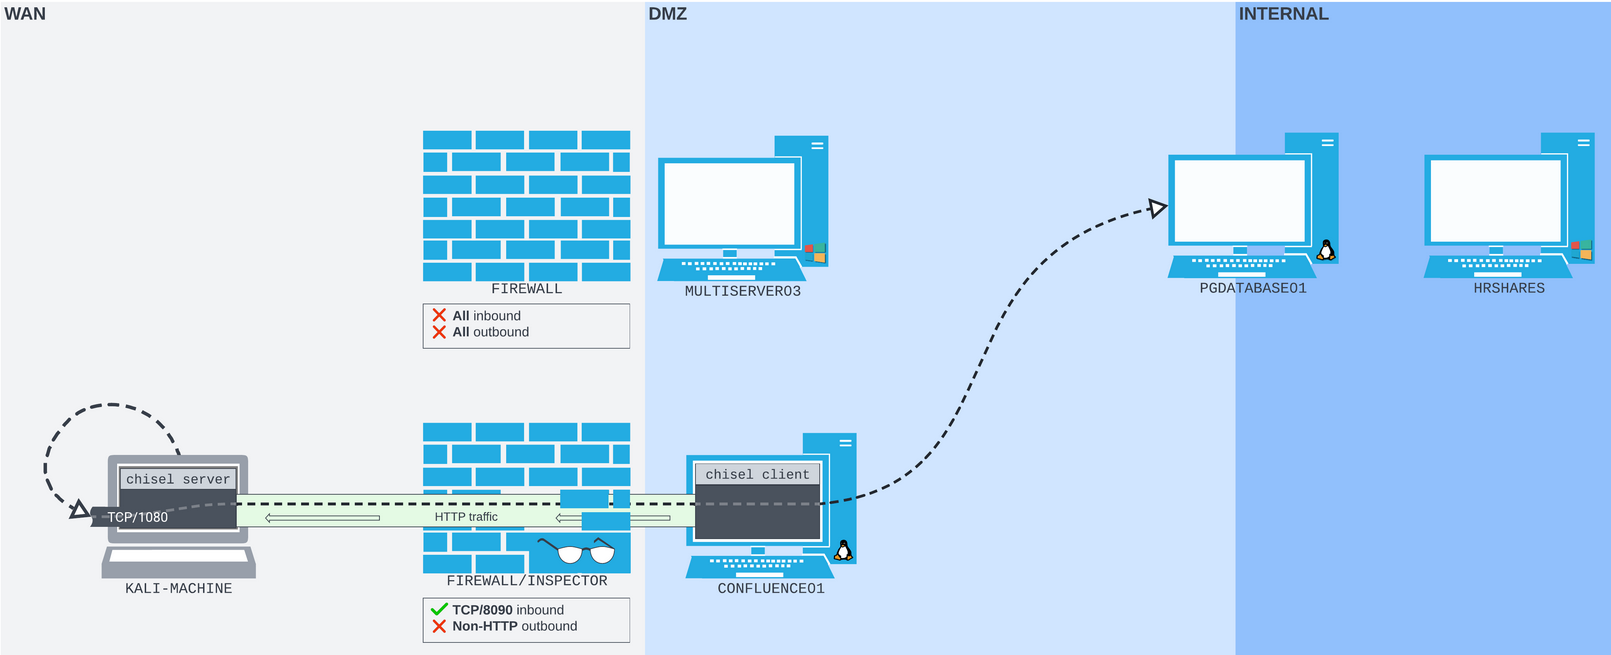 WAN
DMZ
INTERNAL
FIREWALL
All inbound
All outbound
MULTISERVER03
PGDATABASE01
HRSHARES
chisel server
TCP/1080
KALI-MACHINE
HTTP traffic
FIREWALL/INSPECTOR
TCP/8090 inbound
Non-HTTP outbound
chisel client
CONFLUENCE01